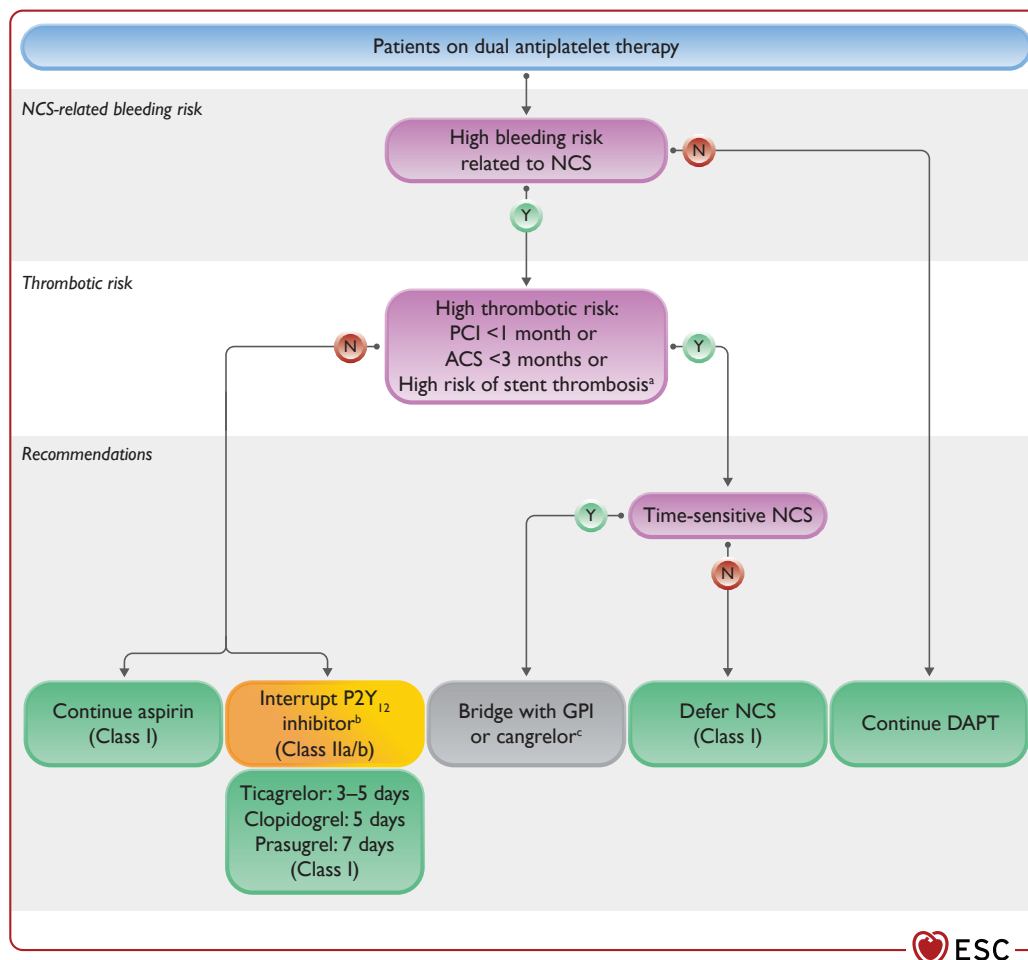 Patients on dual antiplatelet therapy
NCS-related bleeding risk
High bleeding risk
related to NCS
N
Y
Thrombotic risk
High thrombotic risk:
PCI <1 month or
ACS <3 months or
High risk of stent thrombosisᵃ
N
Y
Recommendations
Time-sensitive NCS
Y
N
Continue aspirin
(Class I)
Interrupt P2Y₁₂
inhibitorᵇ
(Class IIa/b)
Ticagrelor: 3–5 days
Clopidogrel: 5 days
Prasugrel: 7 days
(Class I)
Bridge with GPI
or cangrelorᶜ
Defer NCS
(Class I)
Continue DAPT
ESC